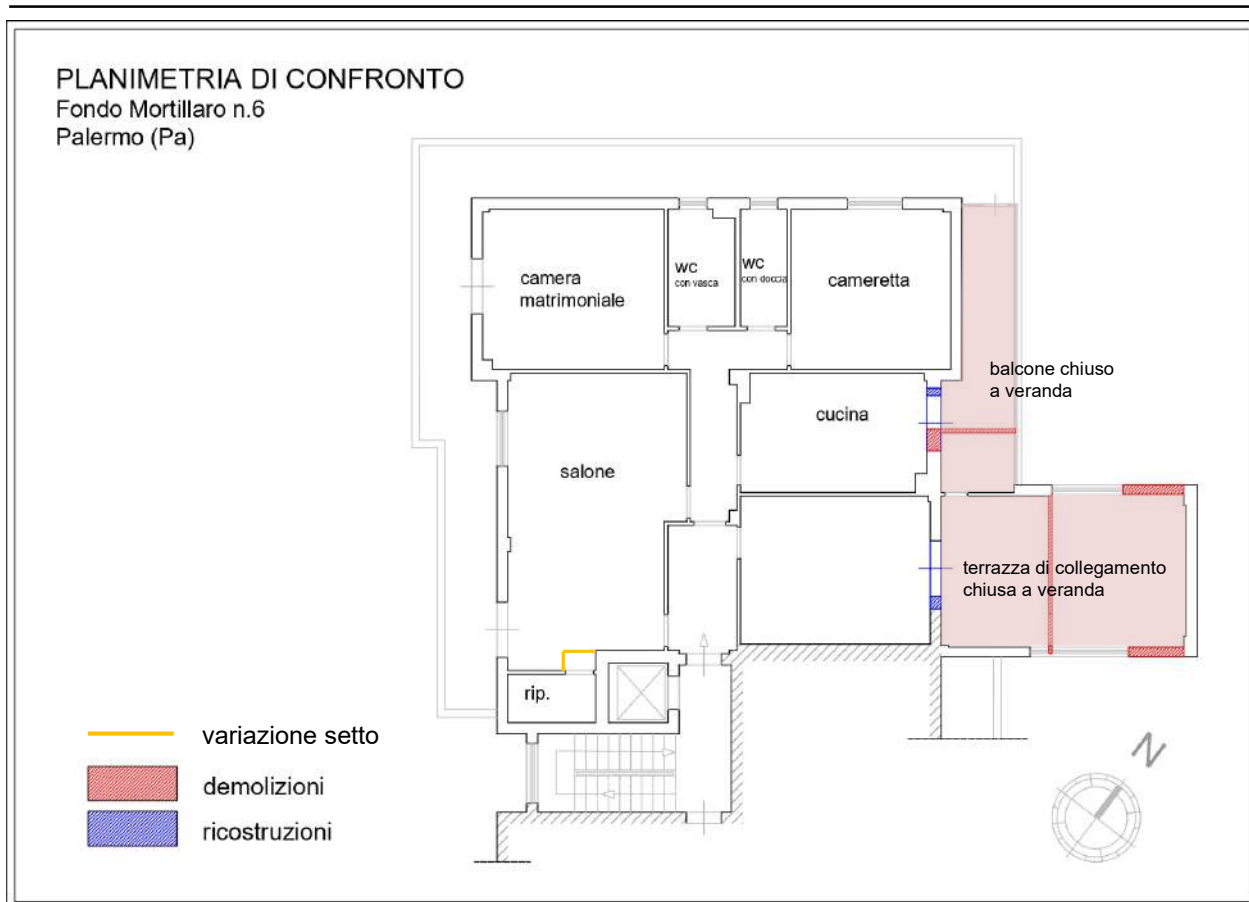 PLANIMETRIA DI CONFRONTO
Fondo Mortillaro n.6
Palermo (Pa)
camera
matrimoniale
WC
con vasca
WC
con doccia
cameretta
balcone chiuso
a veranda
cucina
salone
terrazza di collegamento
chiusa a veranda
rip.
variazione setto
demolizioni
ricostruzioni
N